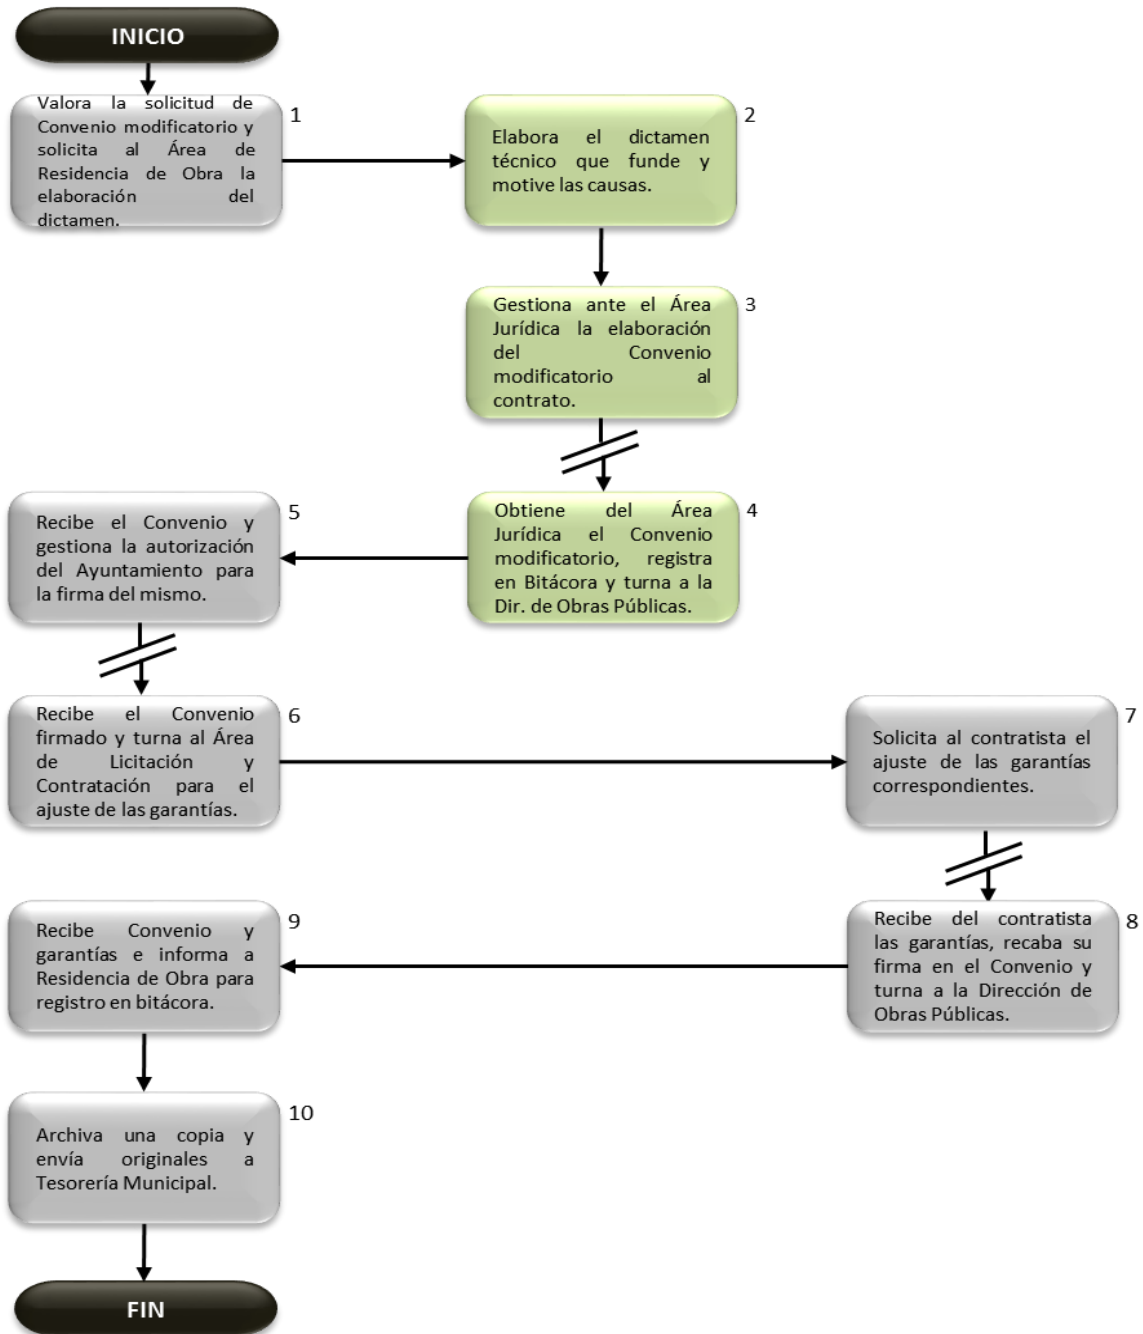 INICIO
Valora la solicitud de
Convenio modificatorio y
solicita al Área de
Residencia de Obra la
elaboración del
dictamen.
1
Elabora el dictamen
técnico que funde y
motive las causas.
2
Gestiona ante el Área
Jurídica la elaboración
del Convenio
modificatorio al
contrato.
3
Obtiene del Área
Jurídica el Convenio
modificatorio, registra
en Bitácora y turna a la
Dir. de Obras Públicas.
4
Recibe el Convenio y
gestiona la autorización
del Ayuntamiento para
la firma del mismo.
5
Recibe el Convenio
firmado y turna al Área
de Licitación y
Contratación para el
ajuste de las garantías.
6
Solicita al contratista el
ajuste de las garantías
correspondientes.
7
Recibe del contratista
las garantías, recaba su
firma en el Convenio y
turna a la Dirección de
Obras Públicas.
8
Recibe Convenio y
garantías e informa a
Residencia de Obra para
registro en bitácora.
9
Archiva una copia y
envía originales a
Tesorería Municipal.
10
FIN